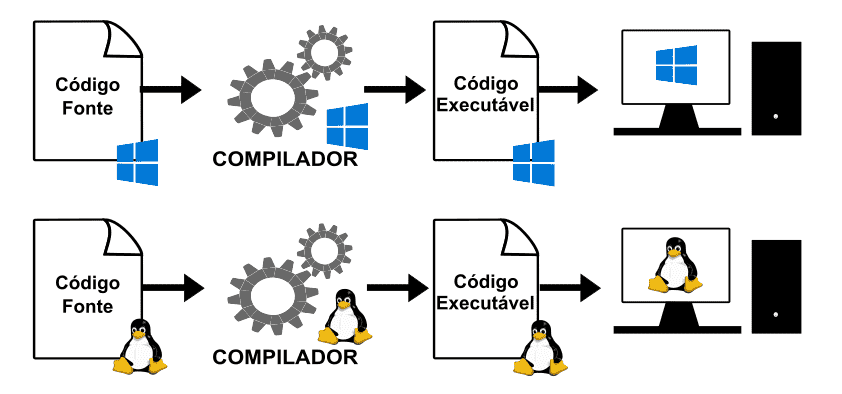 Código
Fonte
COMPILADOR
Código
Executável
Código
Fonte
COMPILADOR
Código
Executável